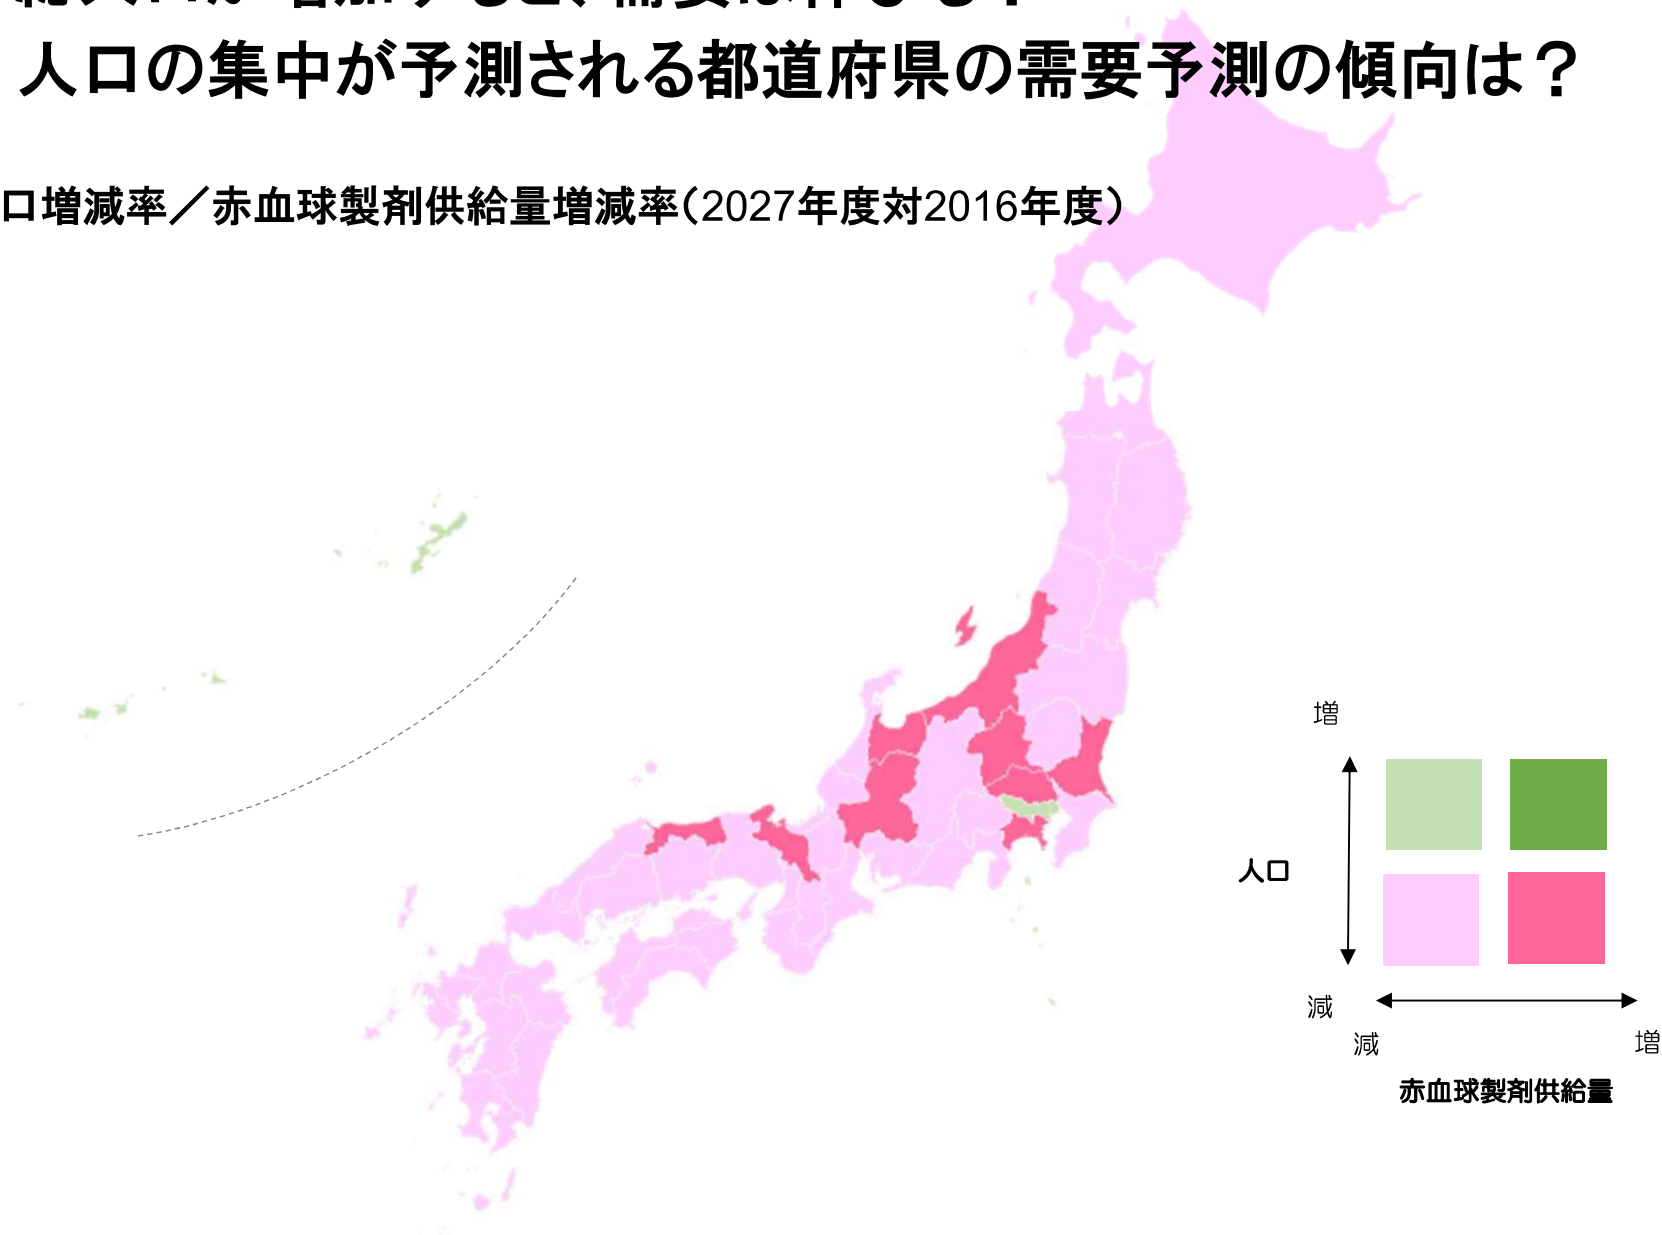 人口の集中が予測される都道府県の需要予測の傾向は？
口増減率／赤血球製剤供給量増減率（2027年度対2016年度）
増
人口
減
減
増
赤血球製剤供給量